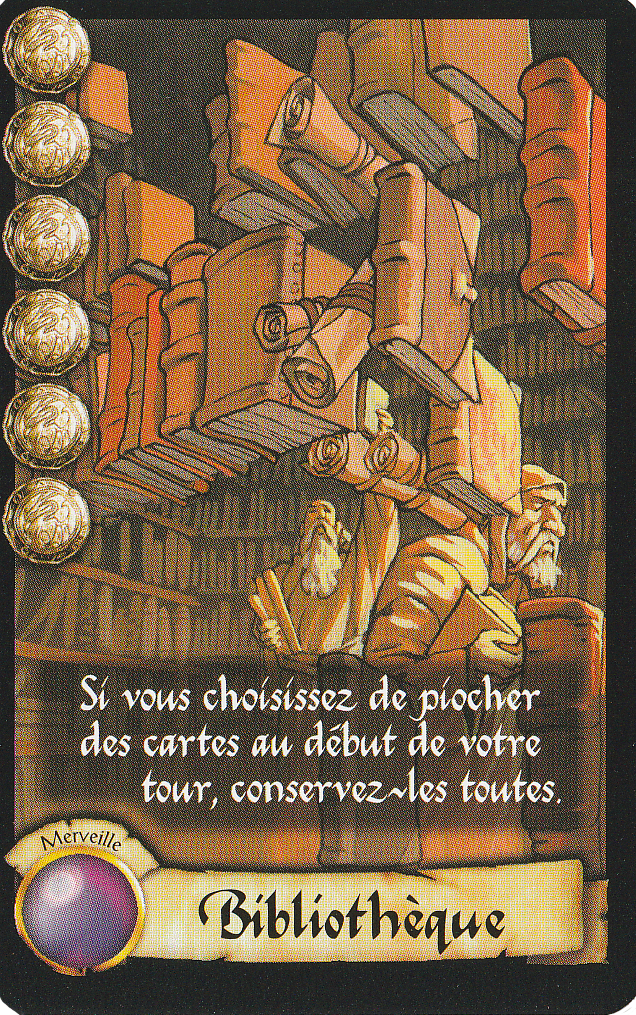 Si vous choisissez de piocher
des cartes au début de votre
tour, conservez~les toutes.
Merveille
Bibliothèque